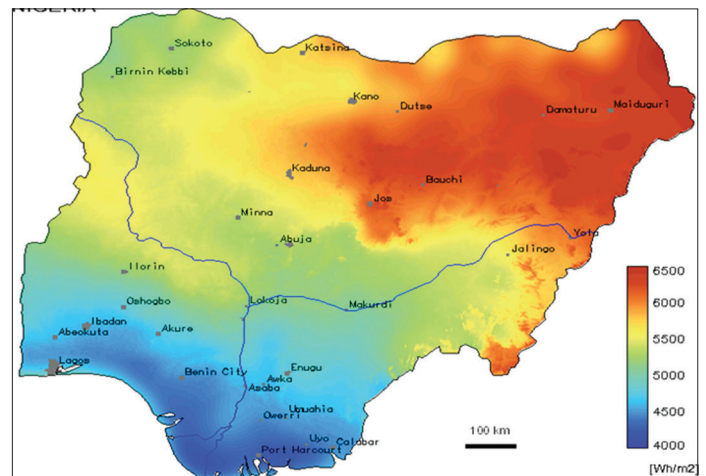 NIGERIA
Sokoto
Katsina
Birnin Kebbi
Kano
Dutse
Damaturu
Maiduguri
Kaduna
Bauchi
Jos
Minna
Abuja
Yola
Jalingo
Ilorin
Oshogbo
Lokoja
Makurdi
Ibadan
Abeokuta
Akure
Lagos
Benin City
Enugu
Awka
Asaba
Umuahia
Owerri
Uyo
Calabar
Port Harcourt
100 km
6500
6000
5500
5000
4500
4000
[Wh/m2]